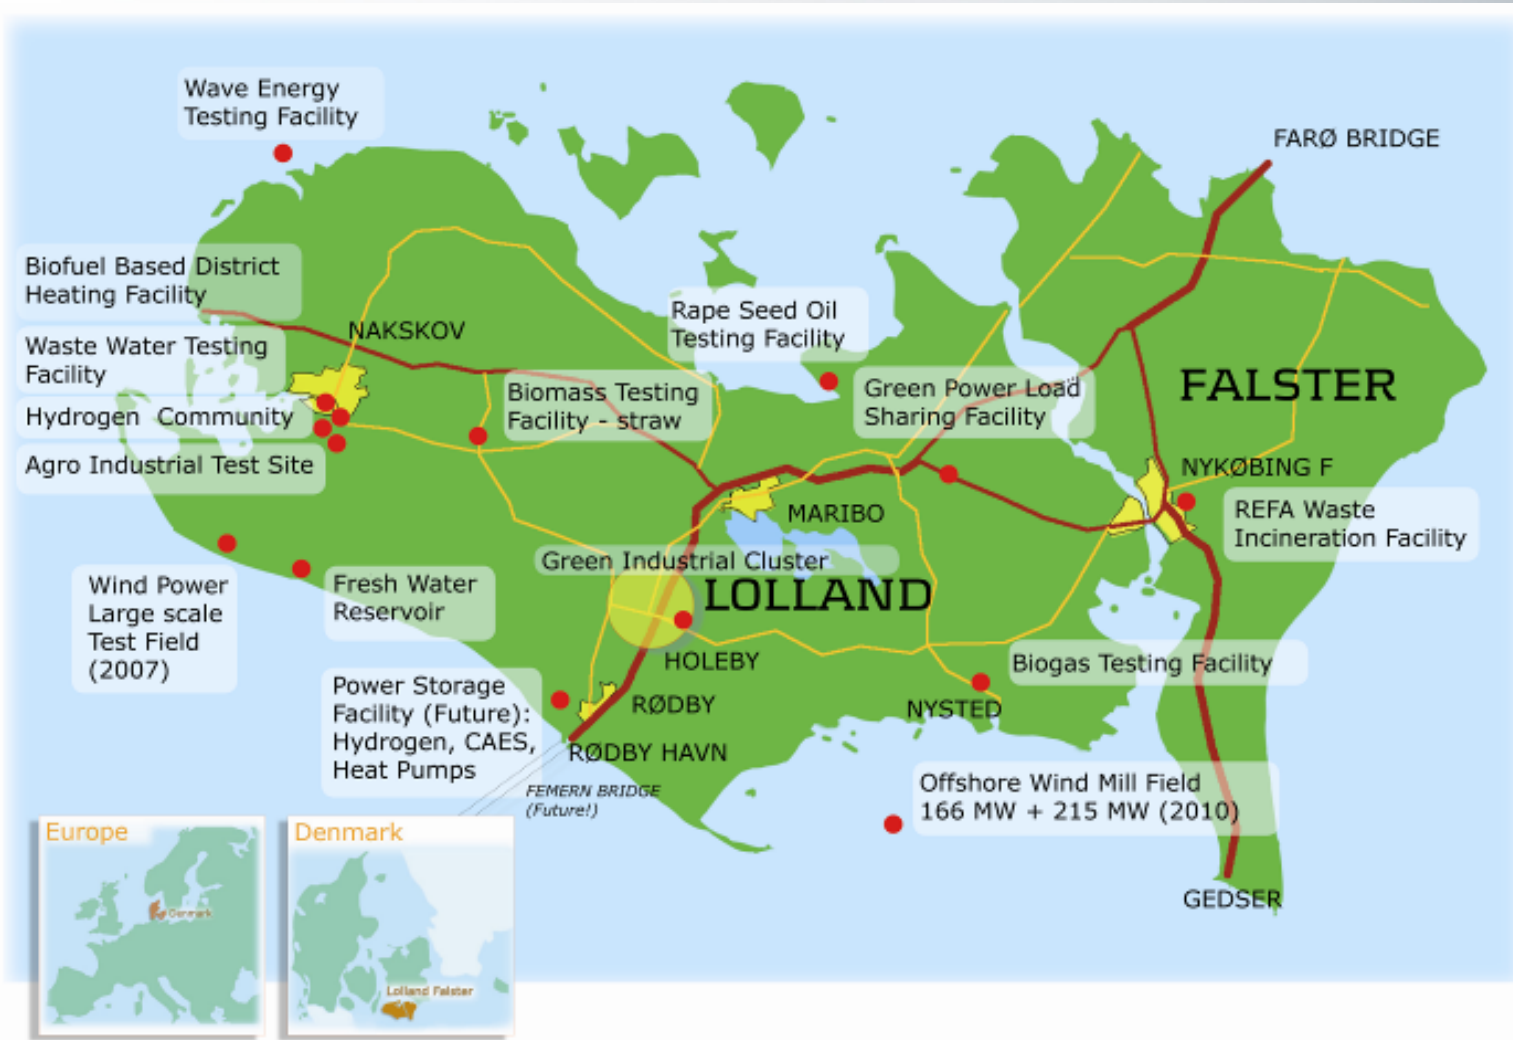 Wave Energy
Testing Facility
FARØ BRIDGE
Biofuel Based District
Heating Facility
NAKSKOV
Waste Water Testing
Facility
Hydrogen Community
Agro Industrial Test Site
Rape Seed Oil
Testing Facility
Biomass Testing
Facility - straw
Green Power Load
Sharing Facility
FALSTER
NYKØBING F
REFA Waste
Incineration Facility
MARIBO
Green Industrial Cluster
LOLLAND
Wind Power
Large scale
Test Field
(2007)
Fresh Water
Reservoir
HOLEBY
Biogas Testing Facility
Power Storage
Facility (Future):
Hydrogen, CAES,
Heat Pumps
RØDBY
NYSTED
RØDBY HAVN
FEMERN BRIDGE
(Future!)
Offshore Wind Mill Field
166 MW + 215 MW (2010)
GEDSER
Europe
Denmark
Denmark
Lolland Falster